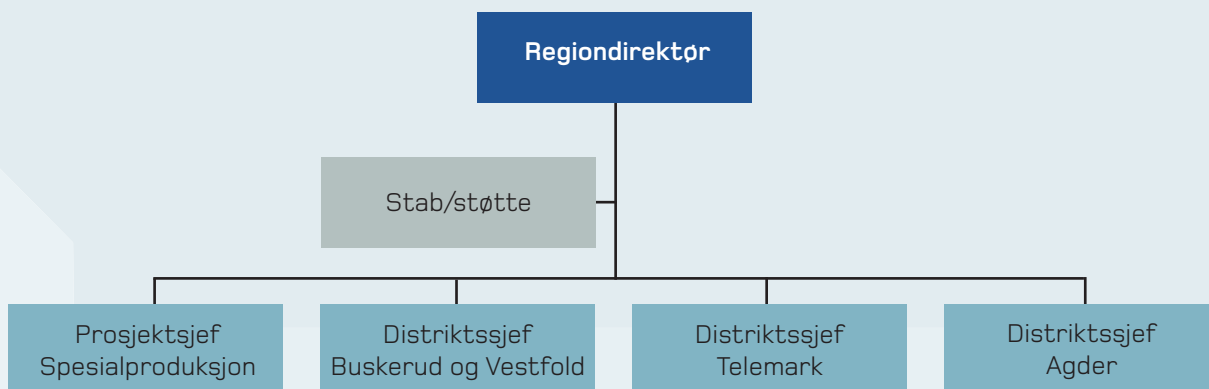 Regiondirektør
Stab/støtte
Prosjektsjef
Spesialproduksjon
Distriktssjef
Buskerud og Vestfold
Distriktssjef
Telemark
Distriktssjef
Agder